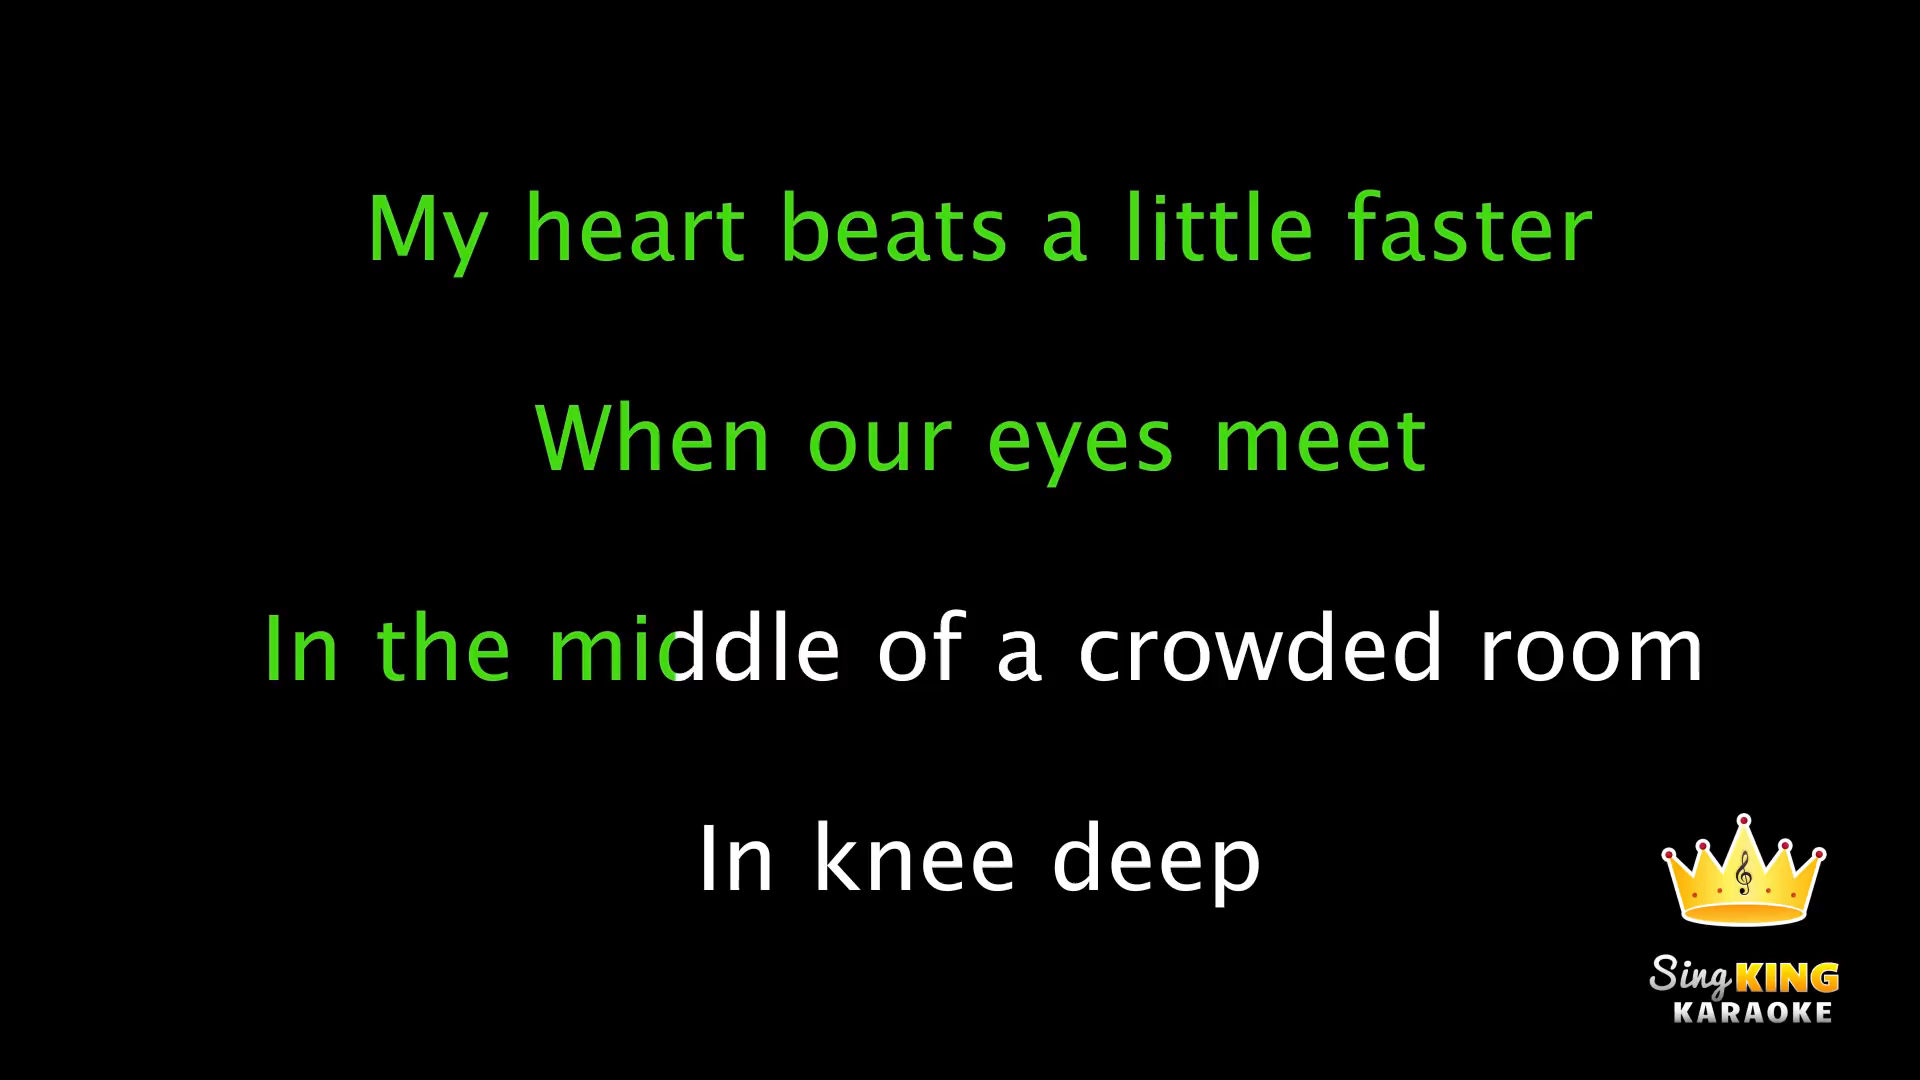 My heart beats a little faster
When our eyes meet
In the middle of a crowded room
In knee deep
Sing KING
KARAOKE